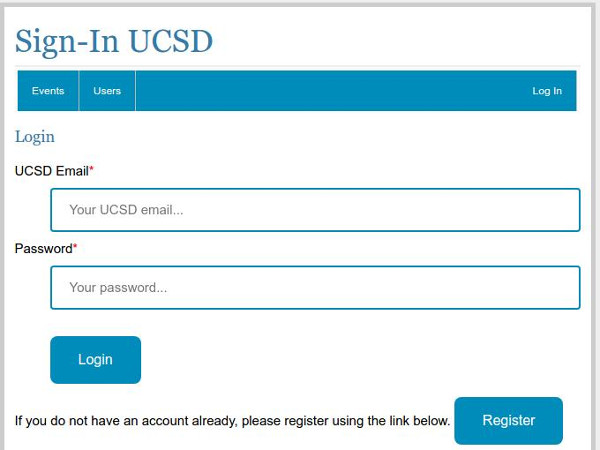 Sign-In UCSD
Events Users Log In
Login
UCSD Email*
Your UCSD email...
Password*
Your password...
Login
If you do not have an account already, please register using the link below. Register